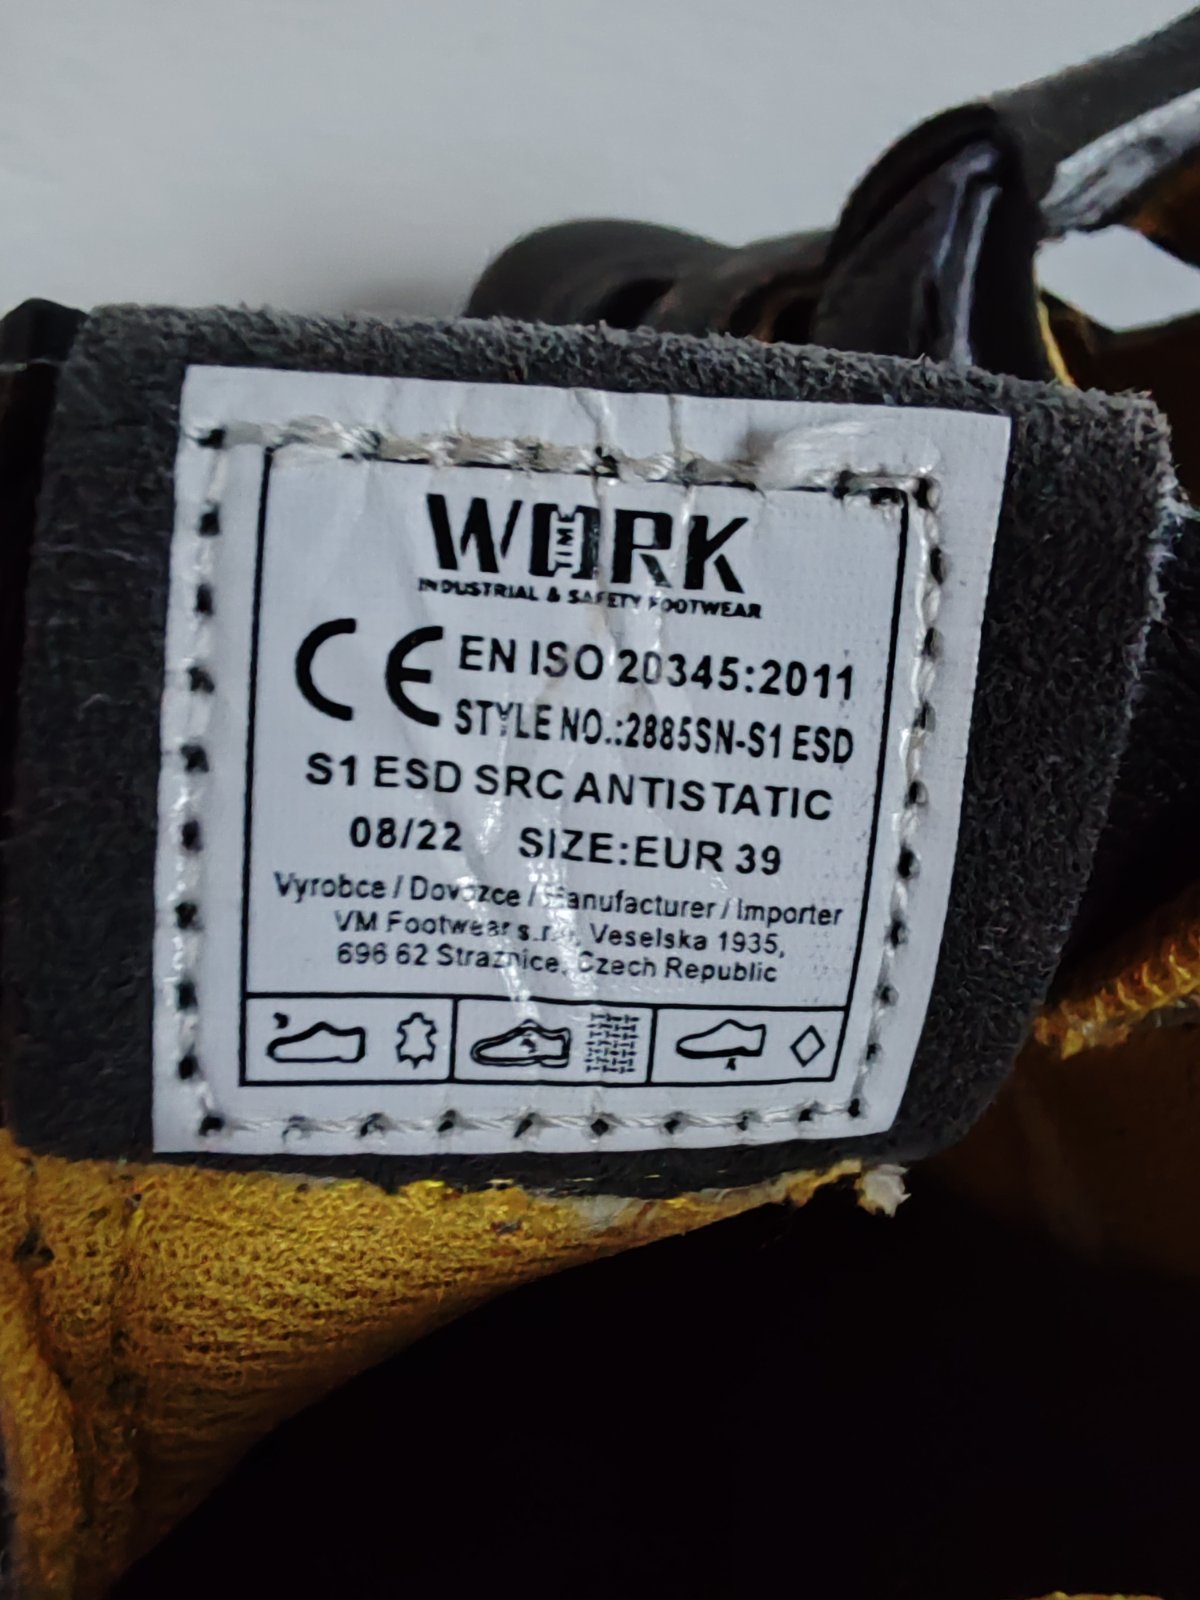 WORK
TIME
INDUSTRIAL & SAFETY FOOTWEAR
CE EN ISO 20345:2011
STYLE NO.:2885SN-S1 ESD
S1 ESD SRC ANTISTATIC
08/22 SIZE:EUR 39
Vyrobce / Dovozce / Manufacturer / Importer
VM Footwear s.r.o. Veselska 1935,
696 62 Straznice, Czech Republic